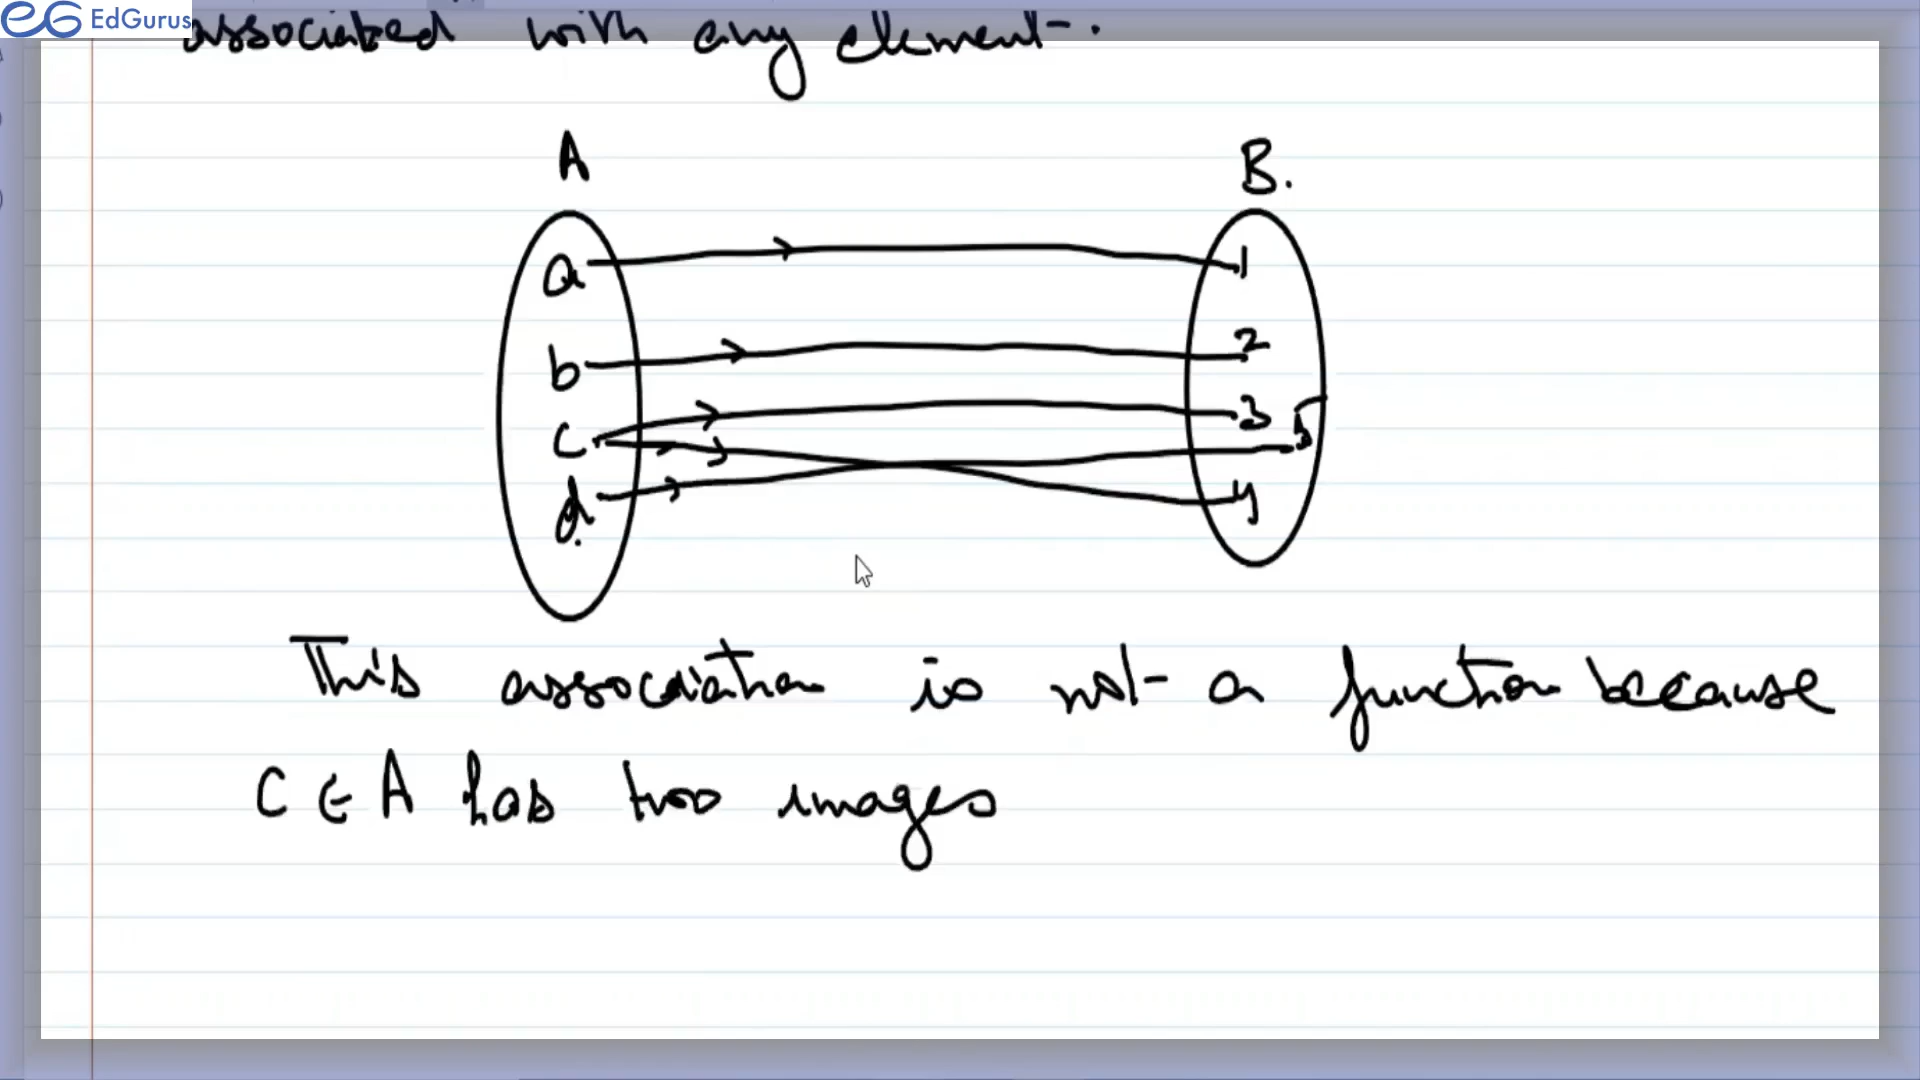 EdGurus
associated with any element.
A B.
a 1
b 2
c 3 5
d. 4
This association is not a function because
C ∈ A has two images